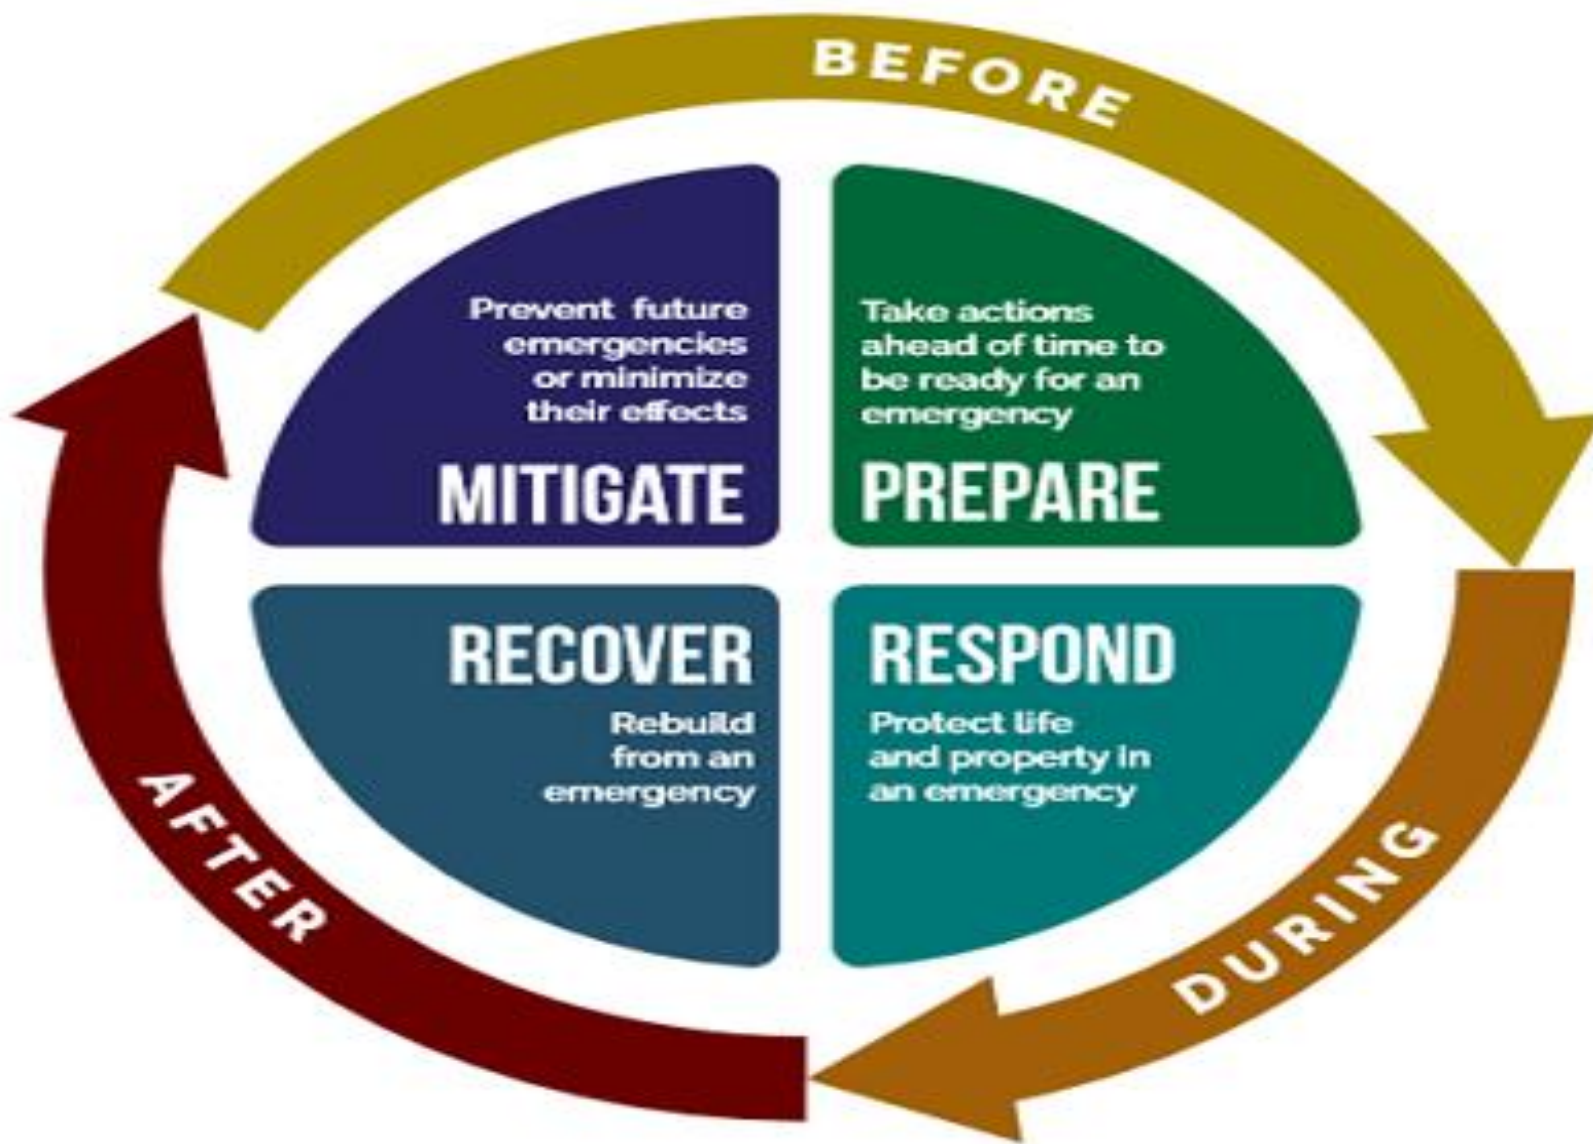 BEFORE
Prevent future
emergencies
or minimize
their effects
MITIGATE
Take actions
ahead of time to
be ready for an
emergency
PREPARE
RECOVER
Rebuild
from an
emergency
RESPOND
Protect life
and property in
an emergency
AFTER
DURING